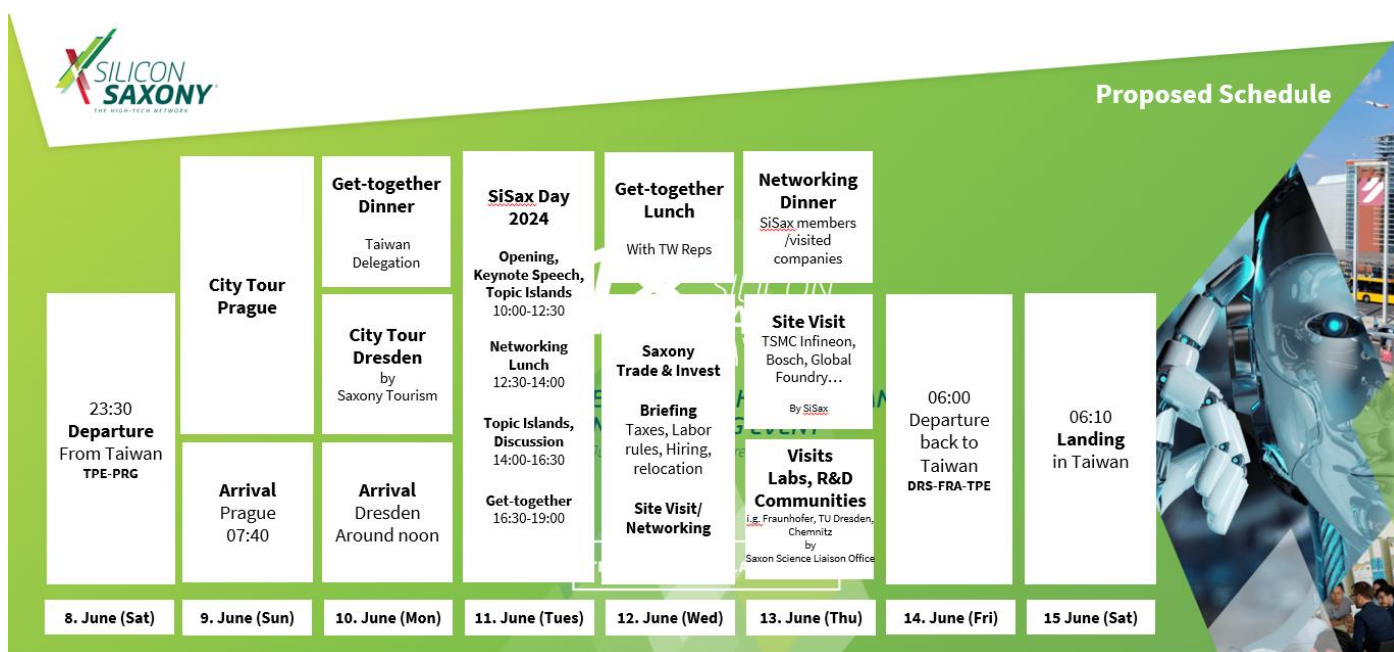 SILICON
SAXONY
THE HIGH-TECH NETWORK
Proposed Schedule
23:30
Departure
From Taiwan
TPE-PRG
8. June (Sat)
City Tour
Prague
Arrival
Prague
07:40
9. June (Sun)
Get-together
Dinner
Taiwan
Delegation
City Tour
Dresden
by
Saxony Tourism
Arrival
Dresden
Around noon
10. June (Mon)
SiSax Day
2024
Opening,
Keynote Speech,
Topic Islands
10:00-12:30
Networking
Lunch
12:30-14:00
Topic Islands,
Discussion
14:00-16:30
Get-together
16:30-19:00
11. June (Tues)
Get-together
Lunch
With TW Reps
Saxony
Trade & Invest
Briefing
Taxes, Labor
rules, Hiring,
relocation
Site Visit/
Networking
12. June (Wed)
Networking
Dinner
SiSax members
/visited
companies
Site Visit
TSMC Infineon,
Bosch, Global
Foundry...
By SiSax
Visits
Labs, R&D
Communities
i.g. Fraunhofer, TU Dresden,
Chemnitz
by
Saxon Science Liaison Office
13. June (Thu)
06:00
Departure
back to
Taiwan
DRS-FRA-TPE
14. June (Fri)
06:10
Landing
in Taiwan
15 June (Sat)